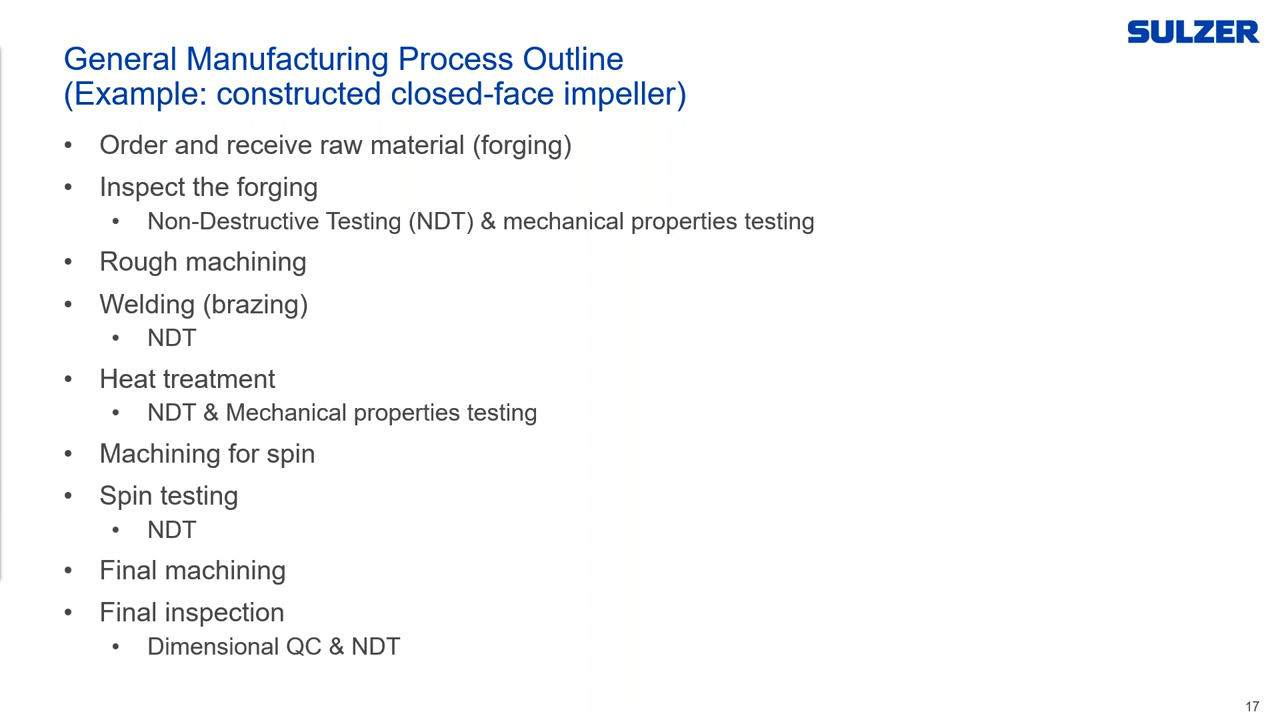 SULZER
General Manufacturing Process Outline
(Example: constructed closed-face impeller)
• Order and receive raw material (forging)
• Inspect the forging
• Non-Destructive Testing (NDT) & mechanical properties testing
• Rough machining
• Welding (brazing)
• NDT
• Heat treatment
• NDT & Mechanical properties testing
• Machining for spin
• Spin testing
• NDT
• Final machining
• Final inspection
• Dimensional QC & NDT
17